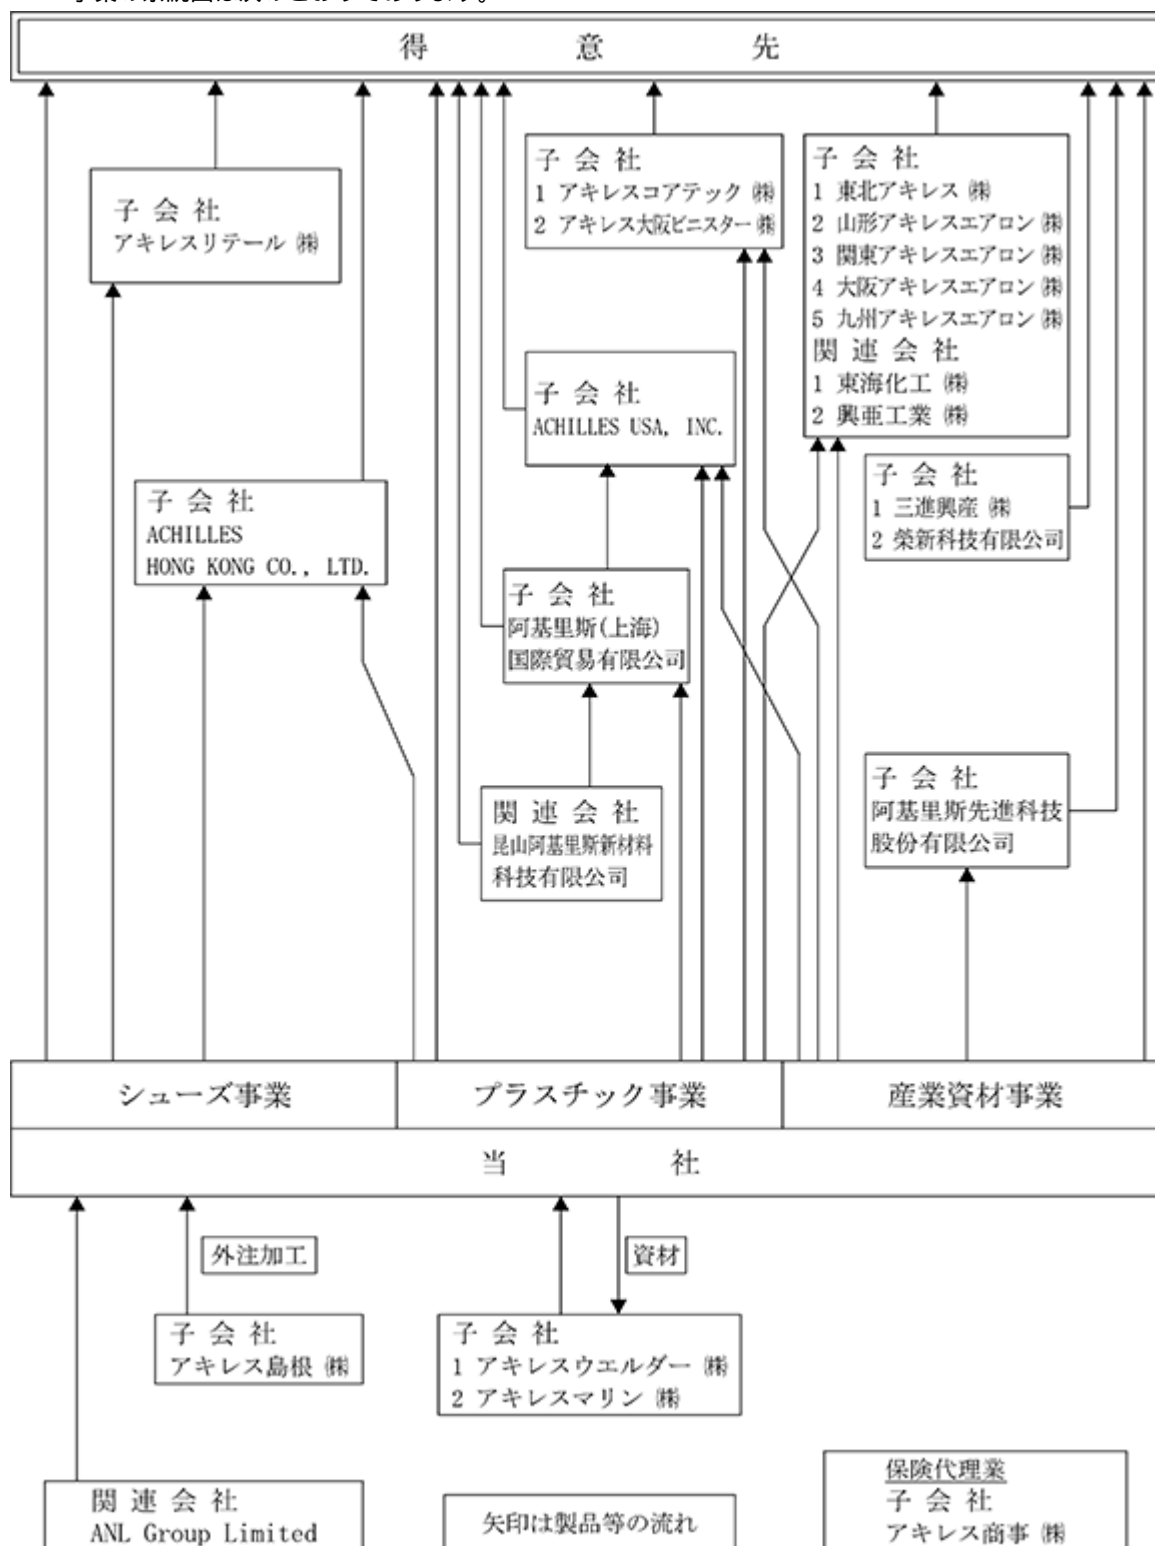 得意先
子会社
アキレスリテール ㈱
子会社
1 アキレスコアテック ㈱
2 アキレス大阪ビニスター ㈱
子会社
1 東北アキレス ㈱
2 山形アキレスエアロン ㈱
3 関東アキレスエアロン ㈱
4 大阪アキレスエアロン ㈱
5 九州アキレスエアロン ㈱
関連会社
1 東海化工 ㈱
2 興亜工業 ㈱
子会社
ACHILLES USA, INC.
子会社
1 三進興産 ㈱
2 榮新科技有限公司
子会社
ACHILLES
HONG KONG CO., LTD.
子会社
阿基里斯(上海)
国際貿易有限公司
関連会社
昆山阿基里斯新材料
科技有限公司
子会社
阿基里斯先進科技
股份有限公司
シューズ事業
プラスチック事業
産業資材事業
当社
外注加工
資材
子会社
アキレス島根 ㈱
子会社
1 アキレスウエルダー ㈱
2 アキレスマリン ㈱
関連会社
ANL Group Limited
矢印は製品等の流れ
保険代理業
子会社
アキレス商事 ㈱